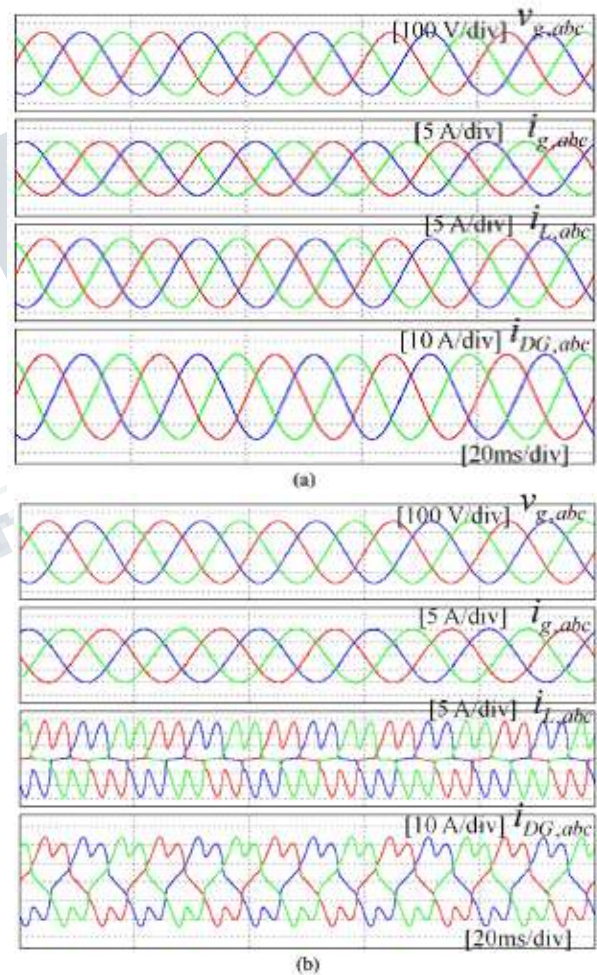 [100 V/div] v_g,abc
[5 A/div] i_g,abc
[5 A/div] i_L,abc
[10 A/div] i_DG,abc
[20ms/div]
(a)
[100 V/div] v_g,abc
[5 A/div] i_g,abc
[5 A/div] i_L,abc
[10 A/div] i_DG,abc
[20ms/div]
(b)